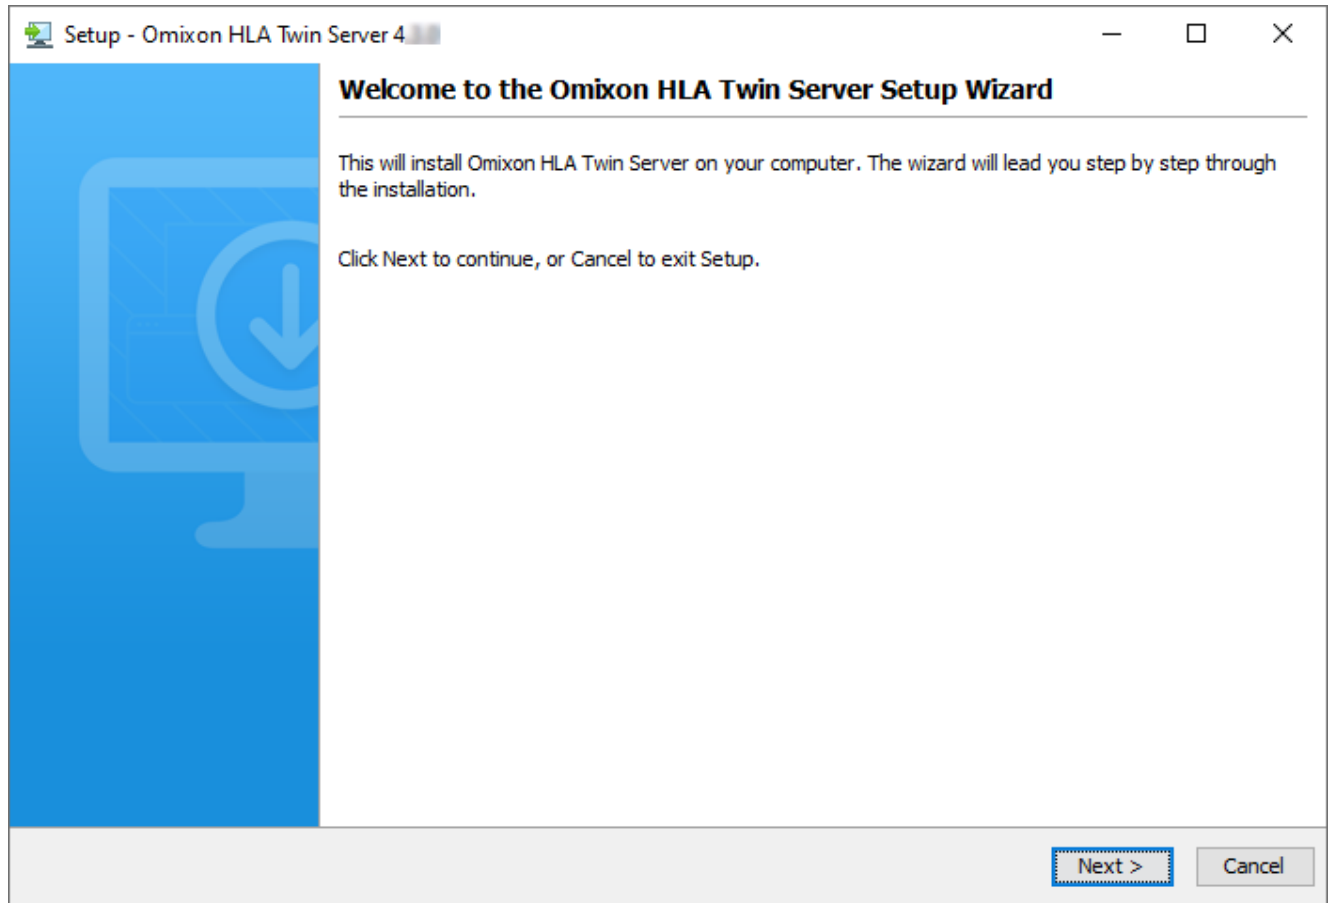 Setup - Omixon HLA Twin Server 4
Welcome to the Omixon HLA Twin Server Setup Wizard
This will install Omixon HLA Twin Server on your computer. The wizard will lead you step by step through
the installation.
Click Next to continue, or Cancel to exit Setup.
Next >
Cancel